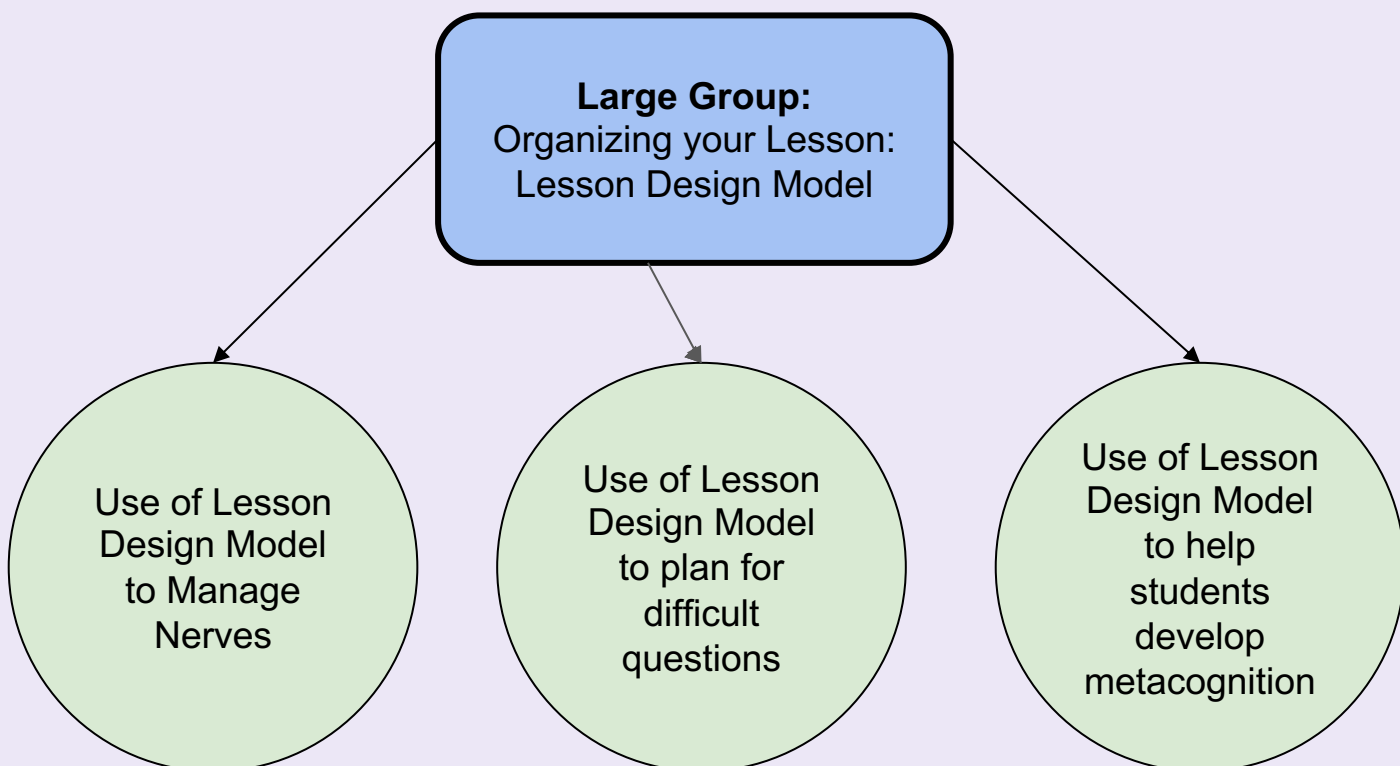 Large Group:
Organizing your Lesson:
Lesson Design Model
Use of Lesson
Design Model
to Manage
Nerves
Use of Lesson
Design Model
to plan for
difficult
questions
Use of Lesson
Design Model
to help
students
develop
metacognition